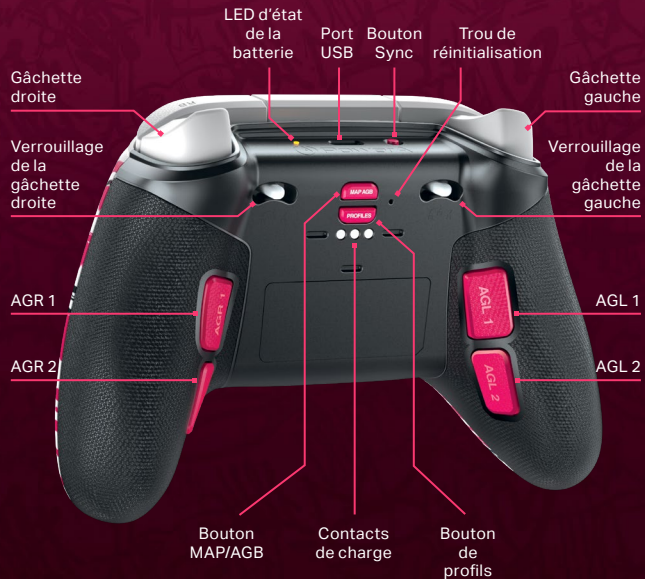 LED d'état
de la
batterie
Port
USB
Bouton
Sync
Trou de
réinitialisation
Gâchette
droite
Gâchette
gauche
Verrouillage
de la
gâchette
droite
Verrouillage
de la
gâchette
gauche
MAP AGB
PROFILES
AGR 1
AGR 1
AGL 1
AGL 1
AGR 2
AGL 2
AGL 2
Bouton
MAP/AGB
Contacts
de charge
Bouton
de
profils